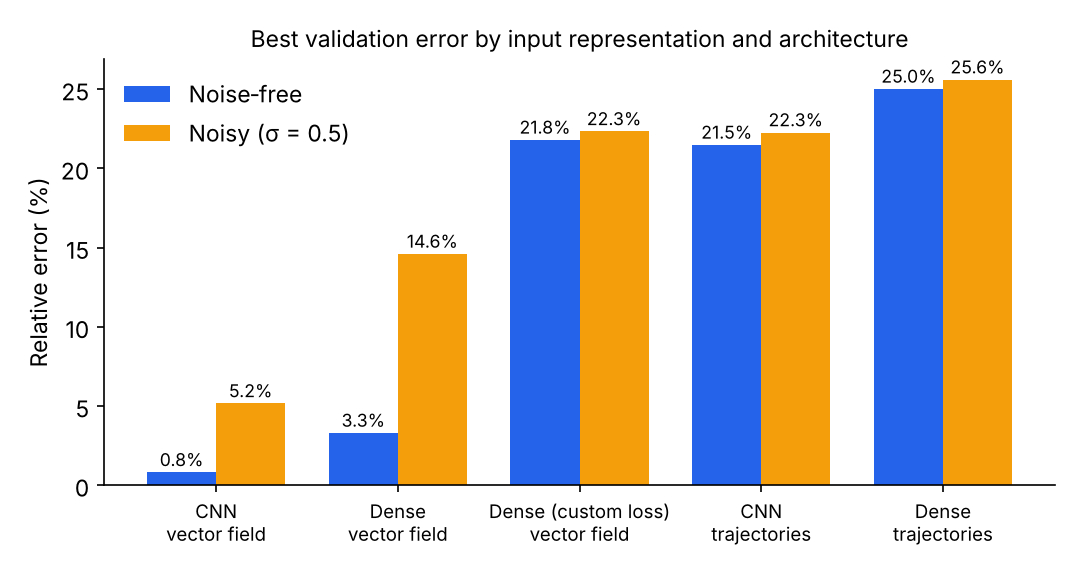 Best validation error by input representation and architecture
Noise-free
Noisy (σ = 0.5)
Relative error (%)
25
20
15
10
5
0
0.8%
5.2%
3.3%
14.6%
21.8%
22.3%
21.5%
22.3%
25.0%
25.6%
CNN
vector field
Dense
vector field
Dense (custom loss)
vector field
CNN
trajectories
Dense
trajectories